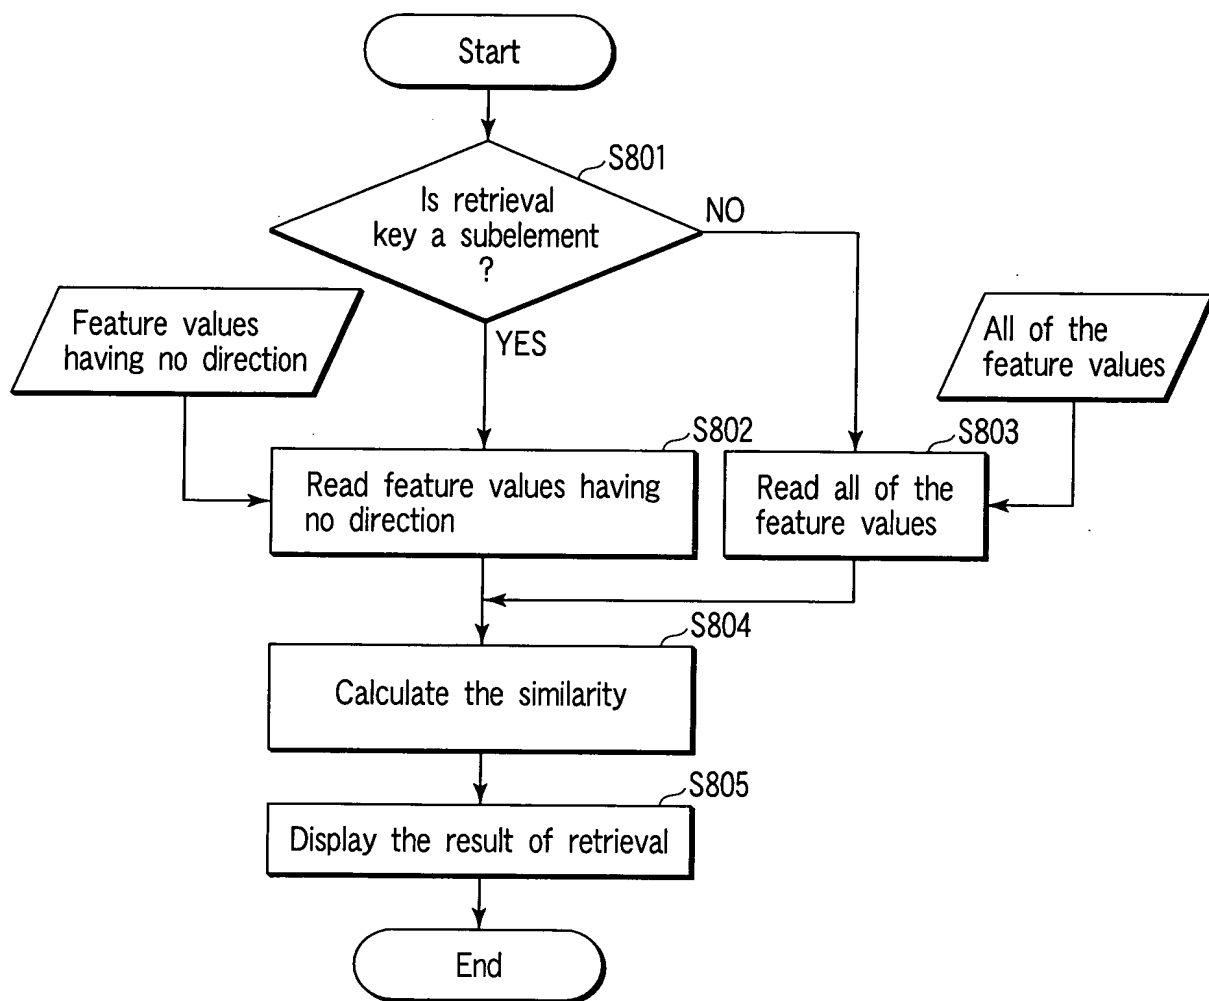 Start
S801
Is retrieval
key a subelement
?
NO
YES
Feature values
having no direction
All of the
feature values
S802
Read feature values having
no direction
S803
Read all of the
feature values
S804
Calculate the similarity
S805
Display the result of retrieval
End